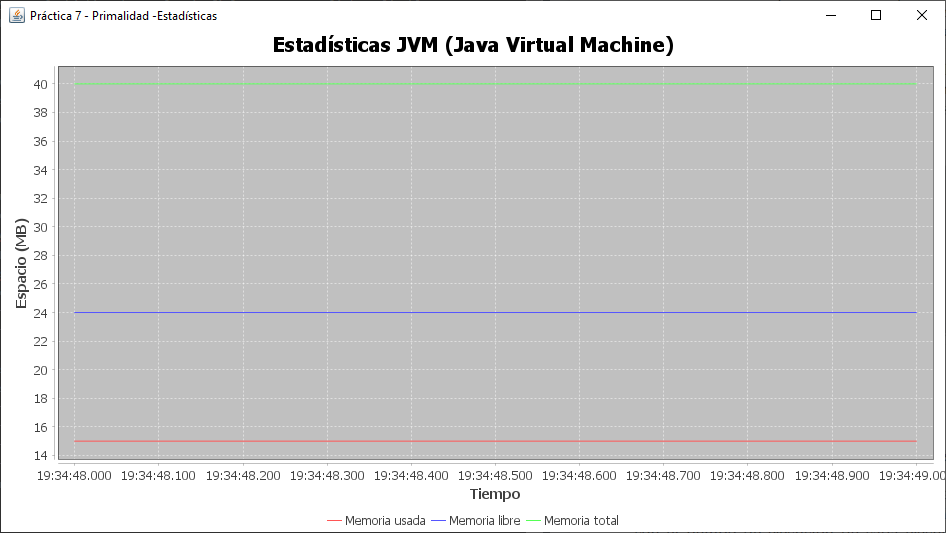 Práctica 7 - Primalidad -Estadísticas
Estadísticas JVM (Java Virtual Machine)
Espacio (MB)
40
38
36
34
32
30
28
26
24
22
20
18
16
14
19:34:48.000 19:34:48.100 19:34:48.200 19:34:48.300 19:34:48.400 19:34:48.500 19:34:48.600 19:34:48.700 19:34:48.800 19:34:48.900 19:34:49.000
Tiempo
Memoria usada Memoria libre Memoria total